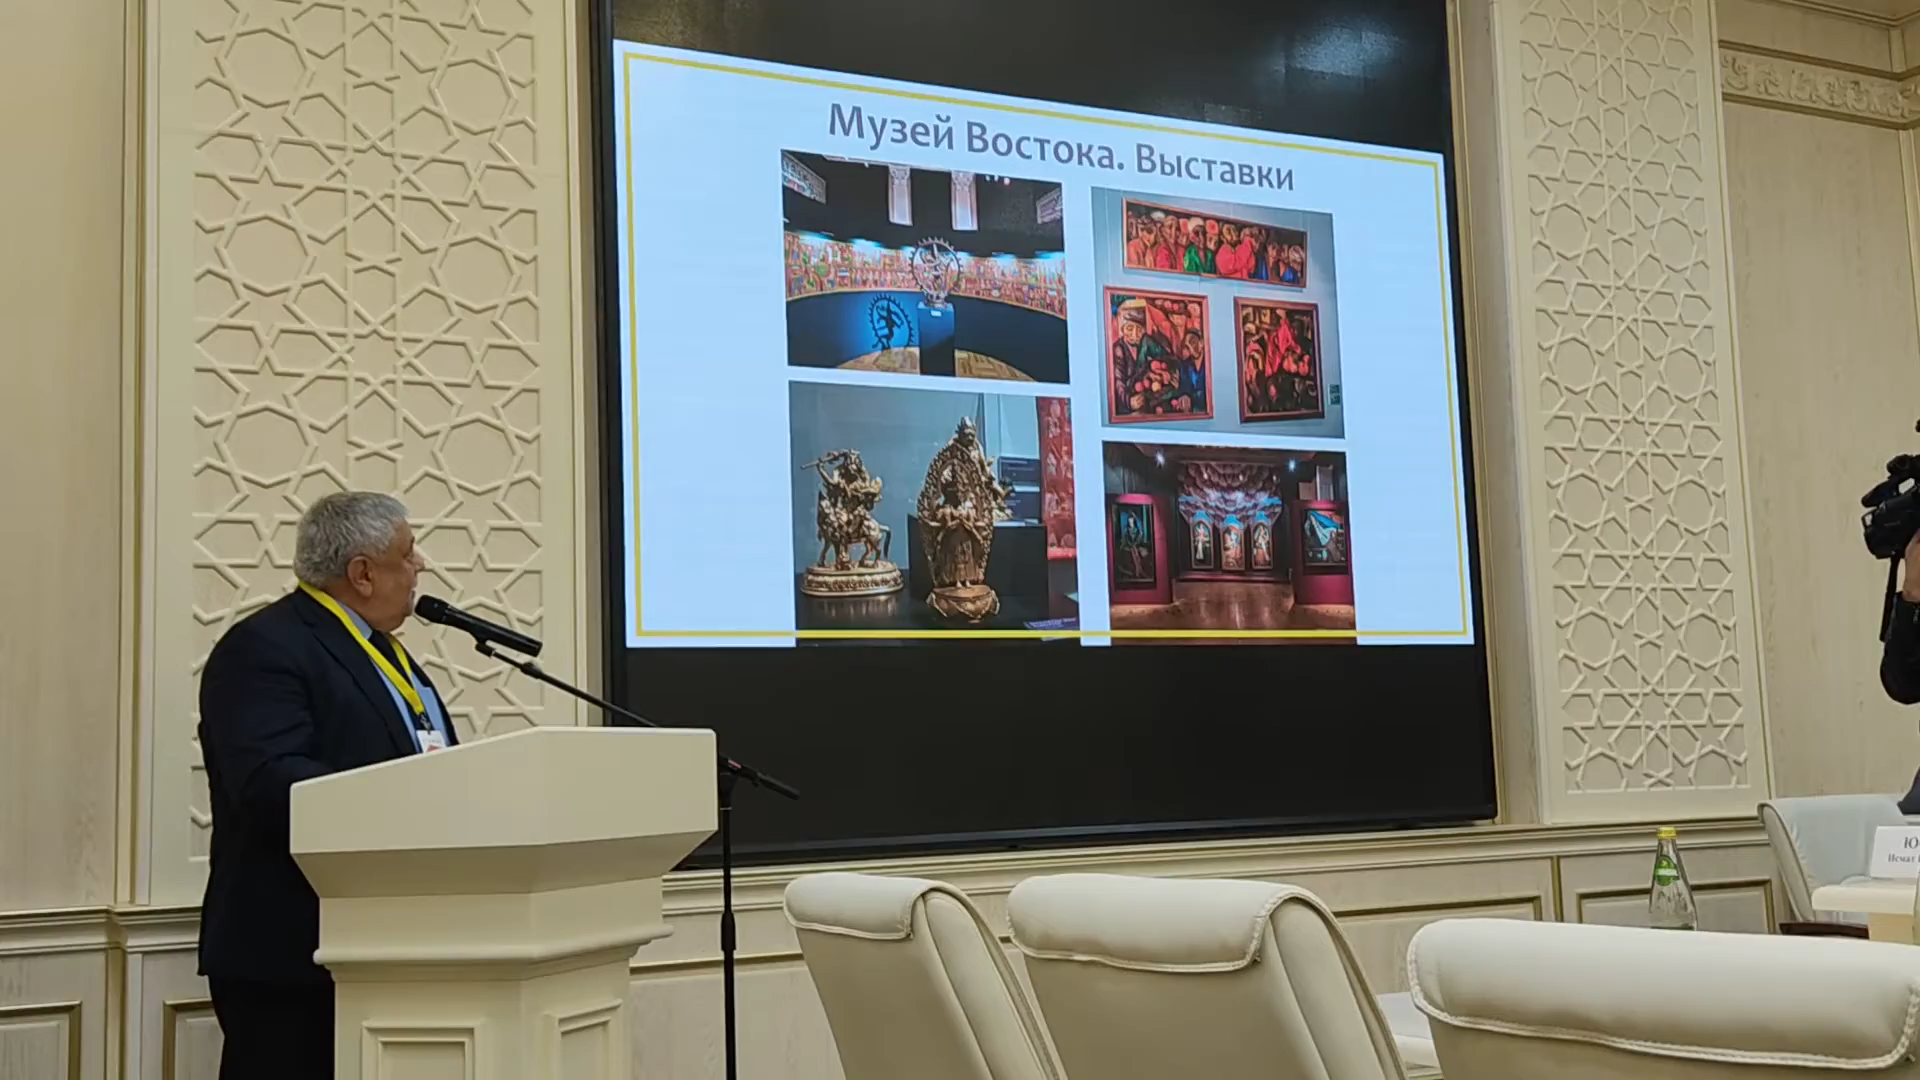 Музей Востока. Выставки